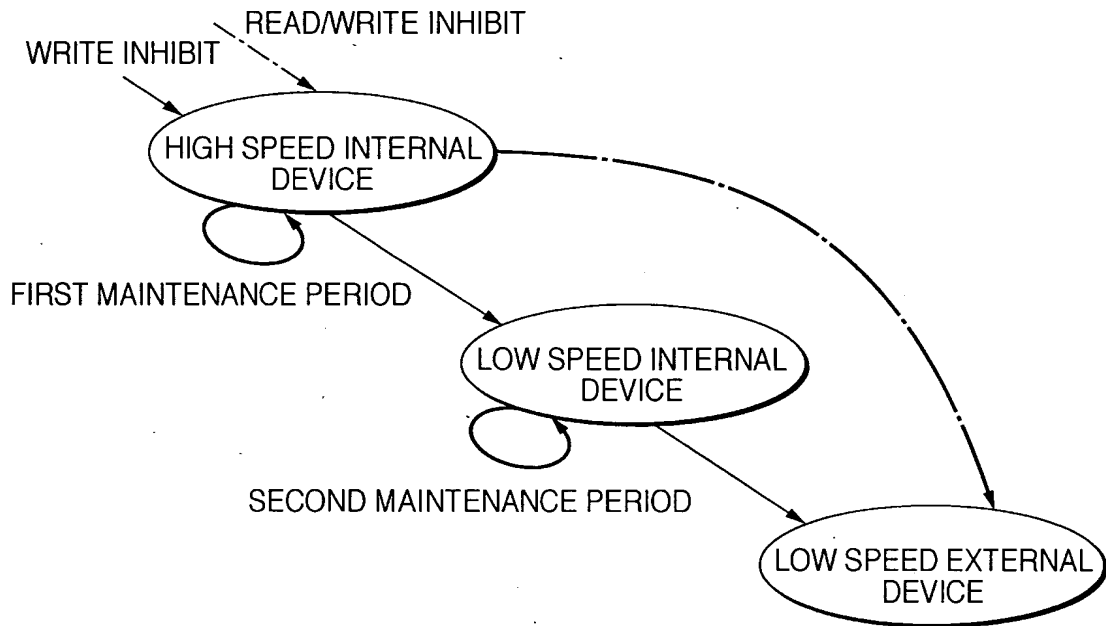 READ/WRITE INHIBIT
WRITE INHIBIT
HIGH SPEED INTERNAL
DEVICE
FIRST MAINTENANCE PERIOD
LOW SPEED INTERNAL
DEVICE
SECOND MAINTENANCE PERIOD
LOW SPEED EXTERNAL
DEVICE